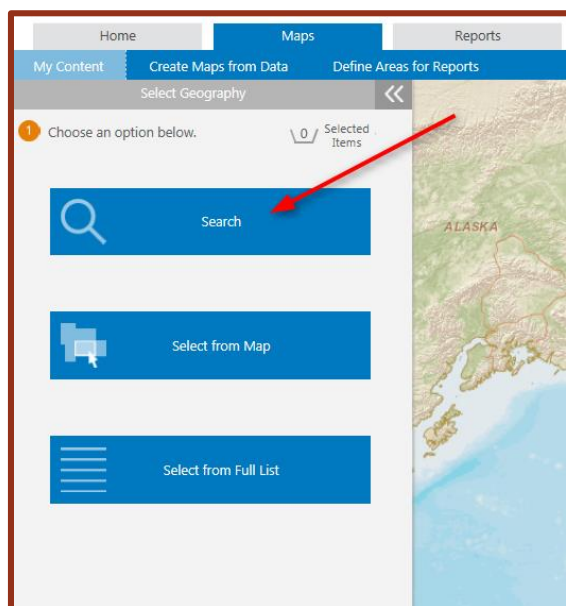 Home Maps Reports
My Content Create Maps from Data Define Areas for Reports
Select Geography
1 Choose an option below. 0 Selected Items
Search
ALASKA
Select from Map
Select from Full List